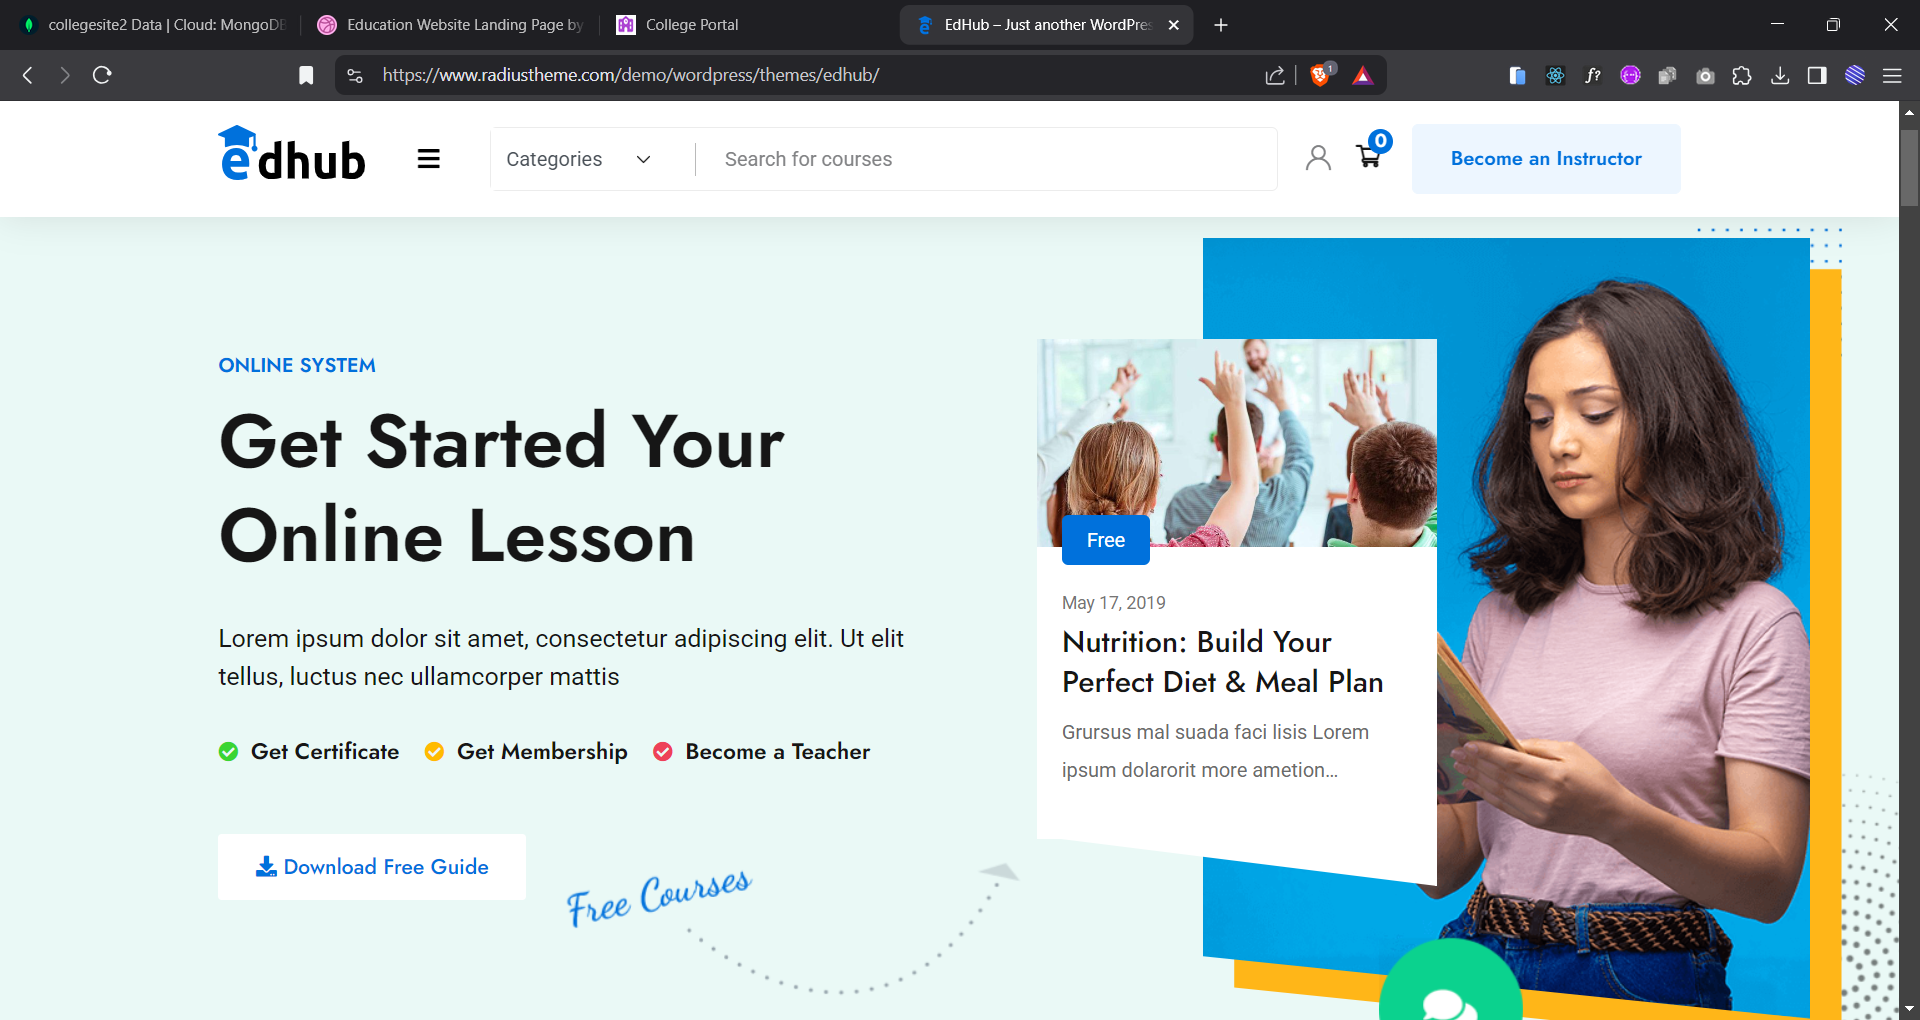 collegesite2 Data | Cloud: MongoDB
Education Website Landing Page by
College Portal
EdHub – Just another WordPres
https://www.radiustheme.com/demo/wordpress/themes/edhub/
1
f?
edhub
Categories
Search for courses
0
Become an Instructor
ONLINE SYSTEM
Get Started Your
Online Lesson
Lorem ipsum dolor sit amet, consectetur adipiscing elit. Ut elit
tellus, luctus nec ullamcorper mattis
Get Certificate
Get Membership
Become a Teacher
Download Free Guide
Free Courses
Free
May 17, 2019
Nutrition: Build Your
Perfect Diet & Meal Plan
Grursus mal suada faci lisis Lorem
ipsum dolarorit more ametion...